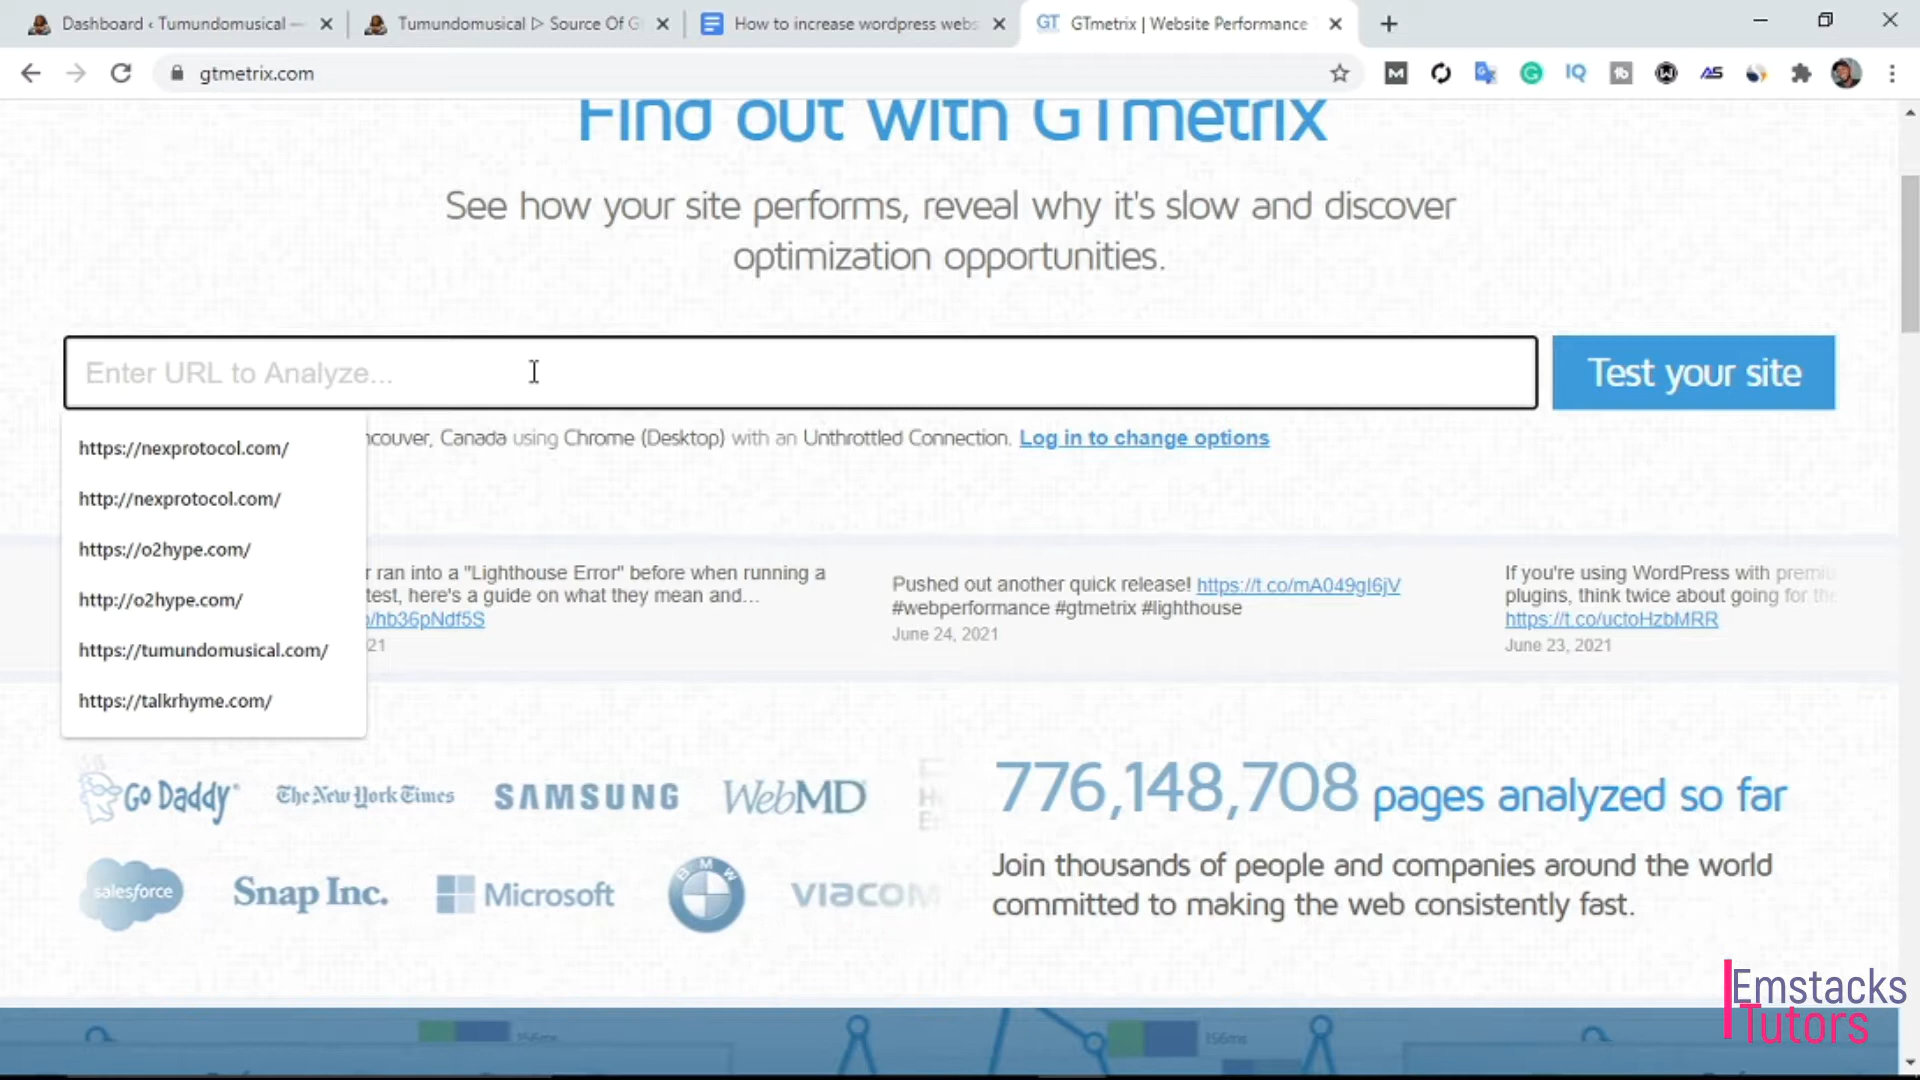 Dashboard ‹ Tumundomusical —
Tumundomusical ▷ Source Of G
How to increase wordpress webs
GT GTmetrix | Website Performance
gtmetrix.com
Find out with GTmetrix
See how your site performs, reveal why it's slow and discover
optimization opportunities.
Enter URL to Analyze...
Test your site
ncouver, Canada using Chrome (Desktop) with an Unthrottled Connection. Log in to change options
https://nexprotocol.com/
http://nexprotocol.com/
https://o2hype.com/
http://o2hype.com/
https://tumundomusical.com/
https://talkrhyme.com/
r ran into a "Lighthouse Error" before when running a
test, here's a guide on what they mean and...
o/hb36pNdf5S
21
Pushed out another quick release! https://t.co/mA049gI6jV
#webperformance #gtmetrix #lighthouse
June 24, 2021
If you're using WordPress with premiu
plugins, think twice about going for the
https://t.co/uctoHzbMRR
June 23, 2021
Go Daddy
The New York Times
SAMSUNG
WebMD
salesforce
Snap Inc.
Microsoft
BMW
VIACOM
776,148,708 pages analyzed so far
Join thousands of people and companies around the world
committed to making the web consistently fast.
156ms
156ms
Emstacks
Tutors